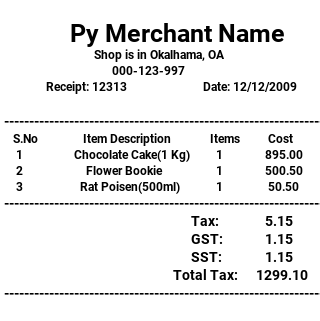 Py Merchant Name
Shop is in Okalhama, OA
000-123-997
Receipt: 12313 Date: 12/12/2009
S.No Item Description Items Cost
1 Chocolate Cake(1 Kg) 1 895.00
2 Flower Bookie 1 500.50
3 Rat Poisen(500ml) 1 50.50
Tax: 5.15
GST: 1.15
SST: 1.15
Total Tax: 1299.10